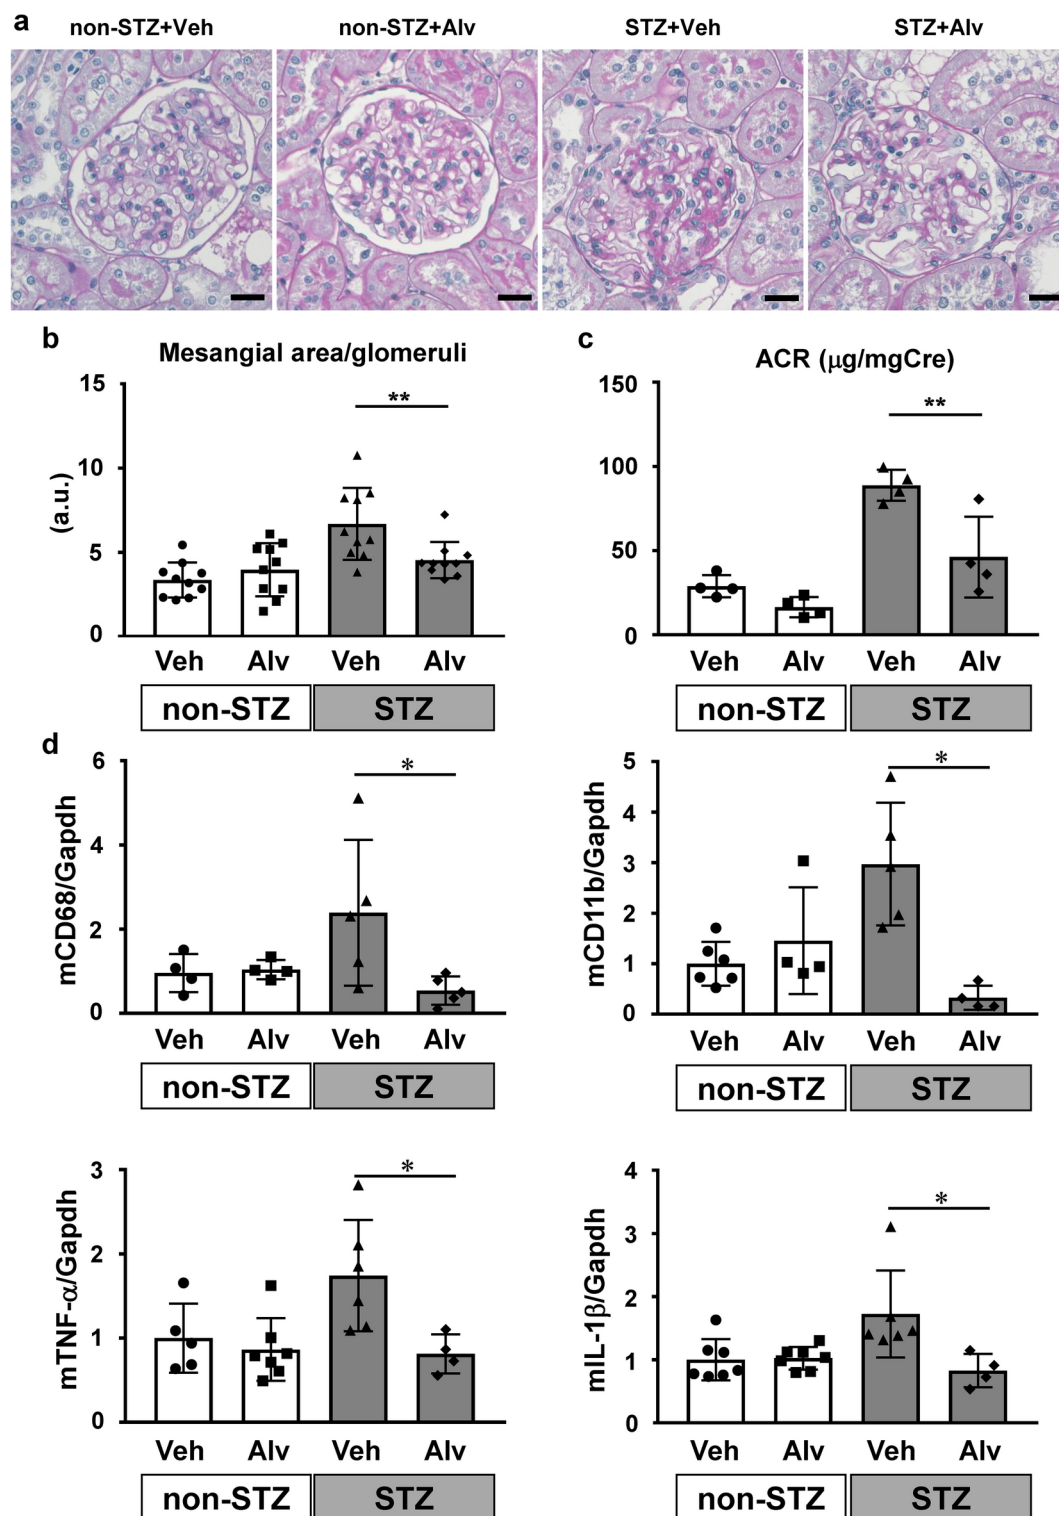 a
non-STZ+Veh non-STZ+Alv STZ+Veh STZ+Alv
b
Mesangial area/glomeruli
(a.u.)
15
10
5
0
**
Veh Alv Veh Alv
non-STZ STZ
c
ACR (μg/mgCre)
150
100
50
0
**
Veh Alv Veh Alv
non-STZ STZ
d
mCD68/Gapdh
6
4
2
0
*
Veh Alv Veh Alv
non-STZ STZ
mCD11b/Gapdh
5
4
3
2
1
0
*
Veh Alv Veh Alv
non-STZ STZ
mTNF-α/Gapdh
3
2
1
0
*
Veh Alv Veh Alv
non-STZ STZ
mIL-1β/Gapdh
4
3
2
1
0
*
Veh Alv Veh Alv
non-STZ STZ